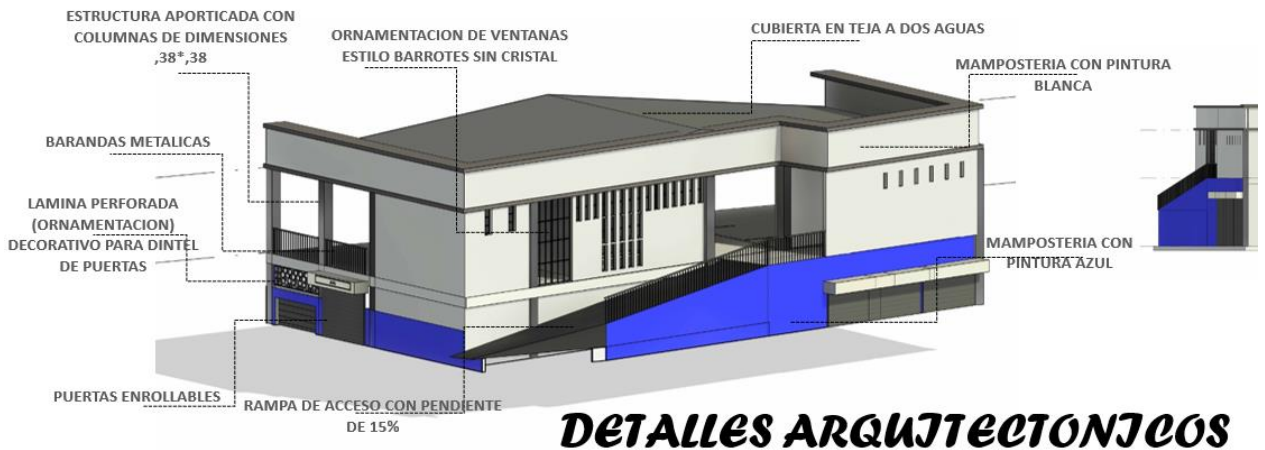 ESTRUCTURA APORTICADA CON
COLUMNAS DE DIMENSIONES
,38*,38
ORNAMENTACION DE VENTANAS
ESTILO BARROTES SIN CRISTAL
CUBIERTA EN TEJA A DOS AGUAS
MAMPOSTERIA CON PINTURA
BLANCA
BARANDAS METALICAS
LAMINA PERFORADA
(ORNAMENTACION)
DECORATIVO PARA DINTEL
DE PUERTAS
MAMPOSTERIA CON
PINTURA AZUL
PUERTAS ENROLLABLES
RAMPA DE ACCESO CON PENDIENTE
DE 15%
DETALLES ARQUITECTONICOS